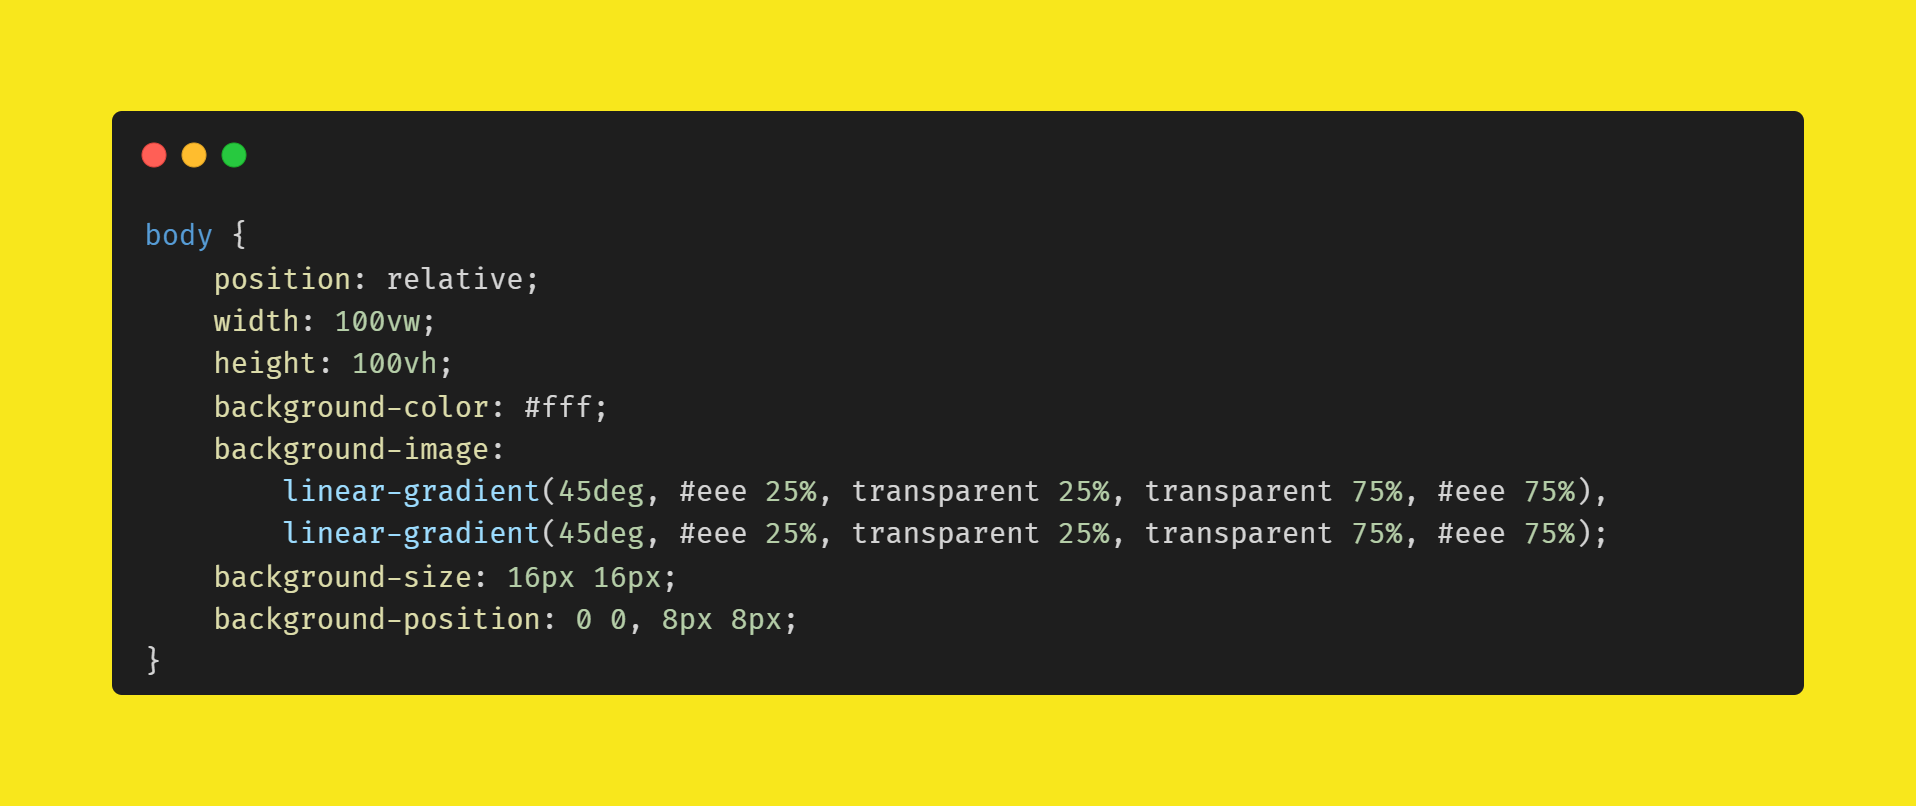 body {
    position: relative;
    width: 100vw;
    height: 100vh;
    background-color: #fff;
    background-image:
        linear-gradient(45deg, #eee 25%, transparent 25%, transparent 75%, #eee 75%),
        linear-gradient(45deg, #eee 25%, transparent 25%, transparent 75%, #eee 75%);
    background-size: 16px 16px;
    background-position: 0 0, 8px 8px;
}